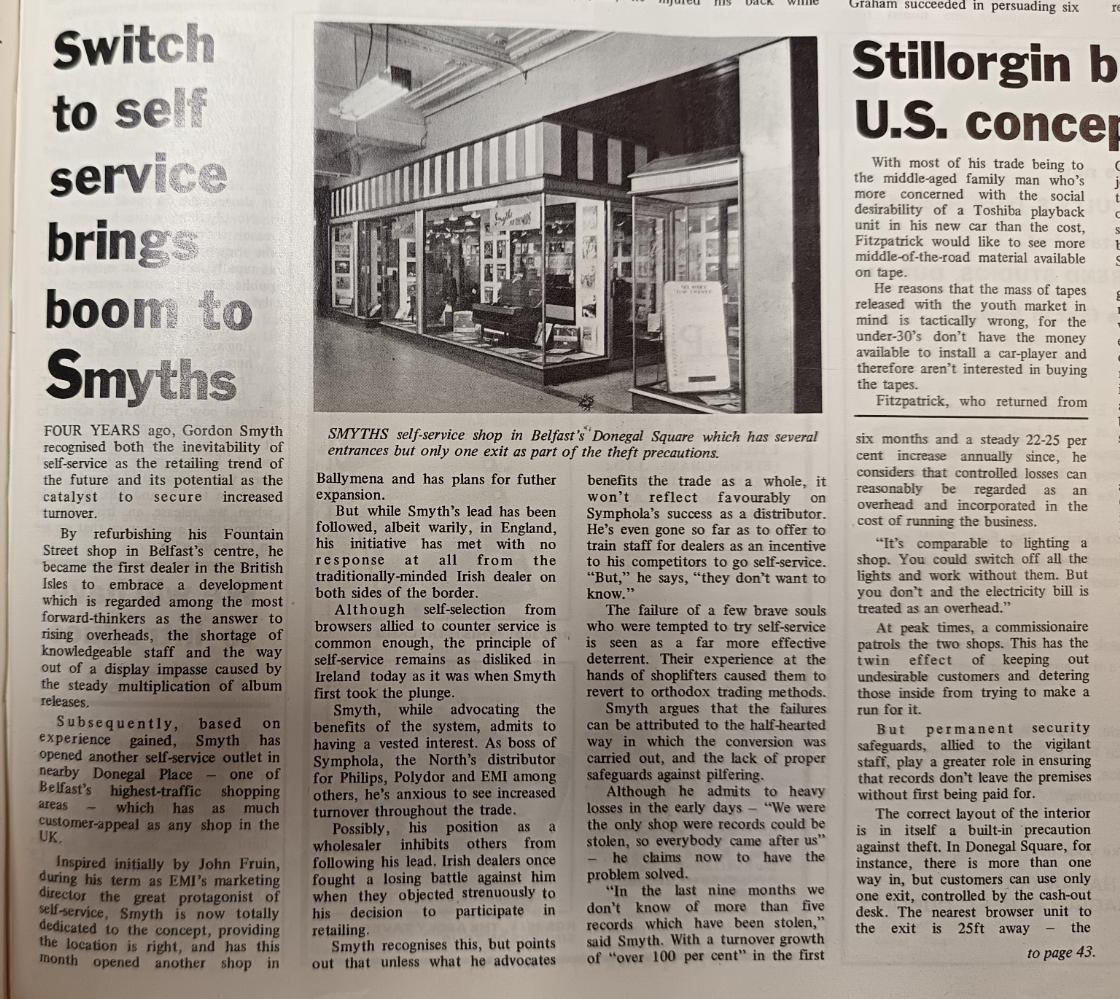 injured his back while
Graham succeeded in persuading six
Switch
to self
service
brings
boom to
Smyths
FOUR YEARS ago, Gordon Smyth
recognised both the inevitability of
self-service as the retailing trend of
the future and its potential as the
catalyst to secure increased
turnover.
By refurbishing his Fountain
Street shop in Belfast's centre, he
became the first dealer in the British
Isles to embrace a development
which is regarded among the most
forward-thinkers as the answer to
rising overheads, the shortage of
knowledgeable staff and the way
out of a display impasse caused by
the steady multiplication of album
releases.
Subsequently, based on
experience gained, Smyth has
opened another self-service outlet in
nearby Donegal Place – one of
Belfast's highest-traffic shopping
areas – which has as much
customer-appeal as any shop in the
UK.
Inspired initially by John Fruin,
during his term as EMI's marketing
director the great protagonist of
self-service, Smyth is now totally
dedicated to the concept, providing
the location is right, and has this
month opened another shop in
SMYTHS self-service shop in Belfast's Donegal Square which has several
entrances but only one exit as part of the theft precautions.
Ballymena and has plans for futher
expansion.
But while Smyth's lead has been
followed, albeit warily, in England,
his initiative has met with no
response at all from the
traditionally-minded Irish dealer on
both sides of the border.
Although self-selection from
browsers allied to counter service is
common enough, the principle of
self-service remains as disliked in
Ireland today as it was when Smyth
first took the plunge.
Smyth, while advocating the
benefits of the system, admits to
having a vested interest. As boss of
Symphola, the North's distributor
for Philips, Polydor and EMI among
others, he's anxious to see increased
turnover throughout the trade.
Possibly, his position as a
wholesaler inhibits others from
following his lead. Irish dealers once
fought a losing battle against him
when they objected strenuously to
his decision to participate in
retailing.
Smyth recognises this, but points
out that unless what he advocates
benefits the trade as a whole, it
won't reflect favourably on
Symphola's success as a distributor.
He's even gone so far as to offer to
train staff for dealers as an incentive
to his competitors to go self-service.
"But," he says, "they don't want to
know."
The failure of a few brave souls
who were tempted to try self-service
is seen as a far more effective
deterrent. Their experience at the
hands of shoplifters caused them to
revert to orthodox trading methods.
Smyth argues that the failures
can be attributed to the half-hearted
way in which the conversion was
carried out, and the lack of proper
safeguards against pilfering.
Although he admits to heavy
losses in the early days – "We were
the only shop were records could be
stolen, so everybody came after us"
– he claims now to have the
problem solved.
"In the last nine months we
don't know of more than five
records which have been stolen,"
said Smyth. With a turnover growth
of "over 100 per cent" in the first
Stillorgin b
U.S. concep
With most of his trade being to
the middle-aged family man who's
more concerned with the social
desirability of a Toshiba playback
unit in his new car than the cost,
Fitzpatrick would like to see more
middle-of-the-road material available
on tape.
He reasons that the mass of tapes
released with the youth market in
mind is tactically wrong, for the
under-30's don't have the money
available to install a car-player and
therefore aren't interested in buying
the tapes.
Fitzpatrick, who returned from
six months and a steady 22-25 per
cent increase annually since, he
considers that controlled losses can
reasonably be regarded as an
overhead and incorporated in the
cost of running the business.
"It's comparable to lighting a
shop. You could switch off all the
lights and work without them. But
you don't and the electricity bill is
treated as an overhead."
At peak times, a commissionaire
patrols the two shops. This has the
twin effect of keeping out
undesirable customers and detering
those inside from trying to make a
run for it.
But permanent security
safeguards, allied to the vigilant
staff, play a greater role in ensuring
that records don't leave the premises
without first being paid for.
The correct layout of the interior
is in itself a built-in precaution
against theft. In Donegal Square, for
instance, there is more than one
way in, but customers can use only
one exit, controlled by the cash-out
desk. The nearest browser unit to
the exit is 25ft away – the
to page 43.